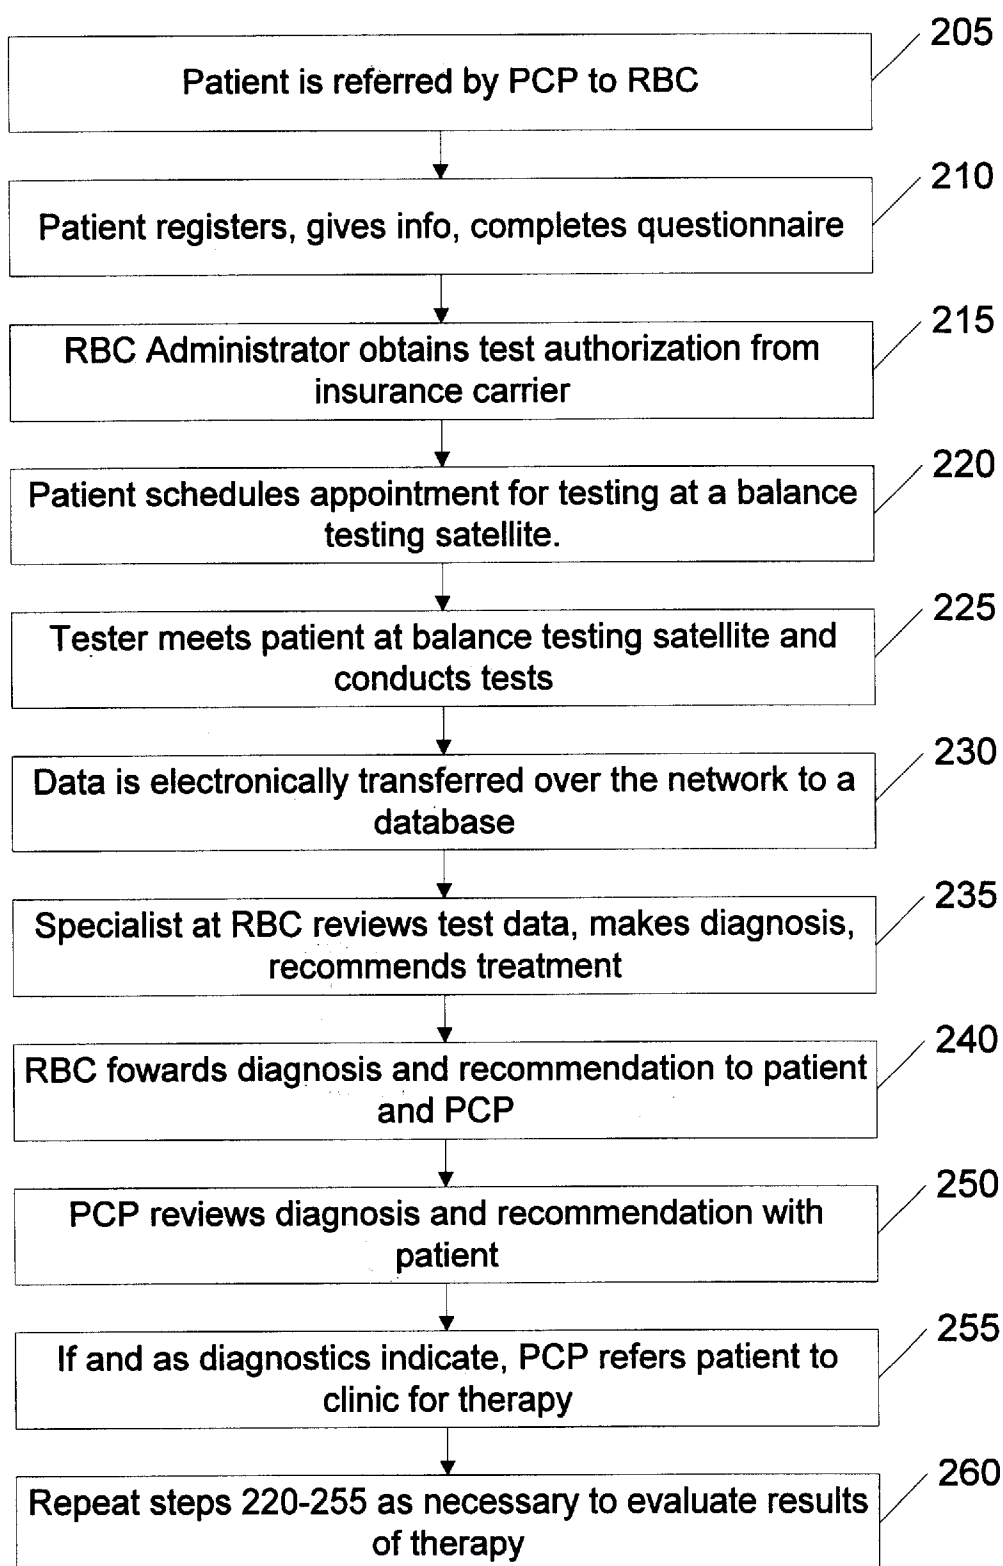 205
Patient is referred by PCP to RBC
210
Patient registers, gives info, completes questionnaire
215
RBC Administrator obtains test authorization from
insurance carrier
220
Patient schedules appointment for testing at a balance
testing satellite.
225
Tester meets patient at balance testing satellite and
conducts tests
230
Data is electronically transferred over the network to a
database
235
Specialist at RBC reviews test data, makes diagnosis,
recommends treatment
240
RBC fowards diagnosis and recommendation to patient
and PCP
250
PCP reviews diagnosis and recommendation with
patient
255
If and as diagnostics indicate, PCP refers patient to
clinic for therapy
260
Repeat steps 220-255 as necessary to evaluate results
of therapy